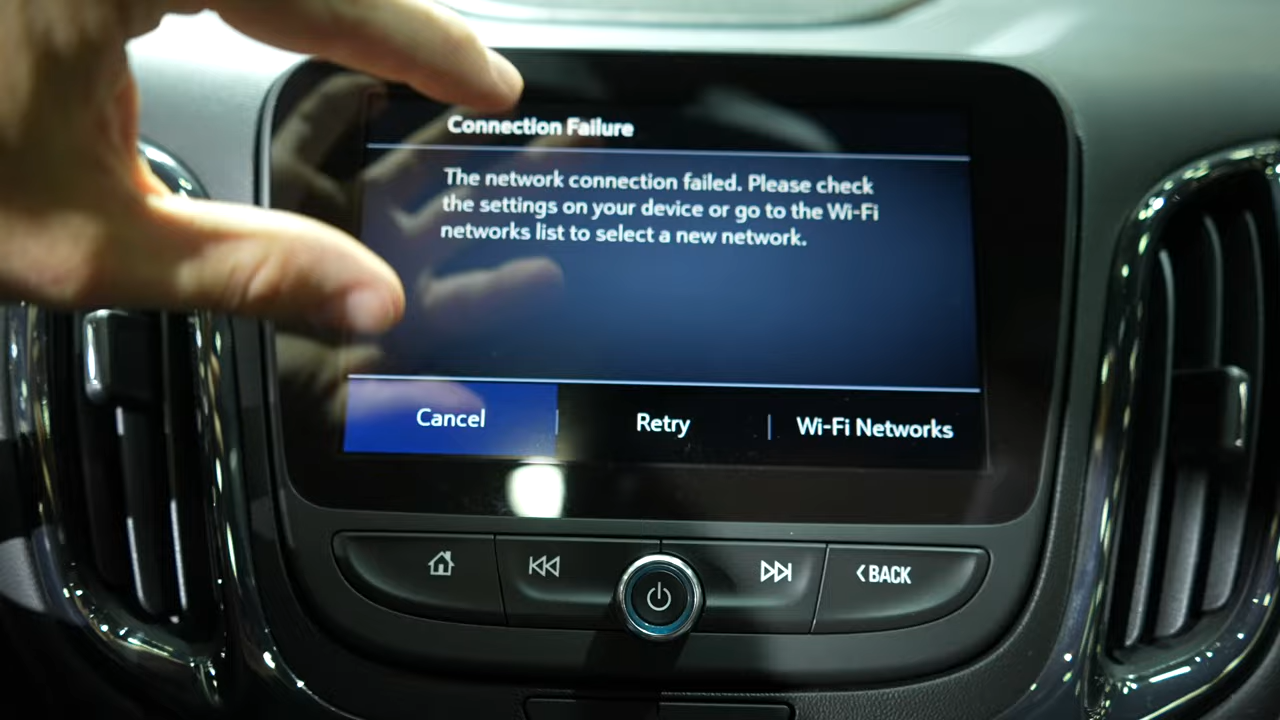 Connection Failure
The network connection failed. Please check
the settings on your device or go to the Wi-Fi
networks list to select a new network.
Cancel | Retry | Wi-Fi Networks
BACK